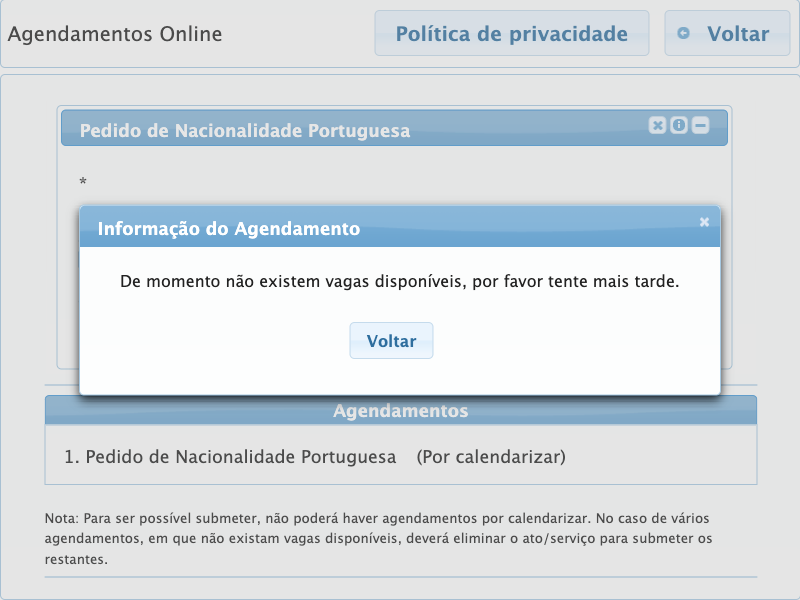 Agendamentos Online
Política de privacidade
Voltar
Pedido de Nacionalidade Portuguesa
*
Informação do Agendamento
De momento não existem vagas disponíveis, por favor tente mais tarde.
Voltar
Agendamentos
1. Pedido de Nacionalidade Portuguesa (Por calendarizar)
Nota: Para ser possível submeter, não poderá haver agendamentos por calendarizar. No caso de vários
agendamentos, em que não existam vagas disponíveis, deverá eliminar o ato/serviço para submeter os
restantes.